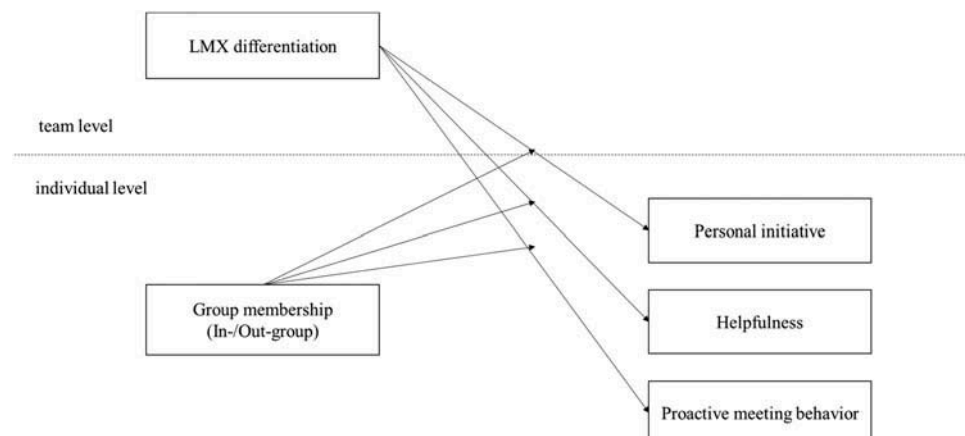 LMX differentiation
team level
individual level
Personal initiative
Group membership
(In-/Out-group)
Helpfulness
Proactive meeting behavior